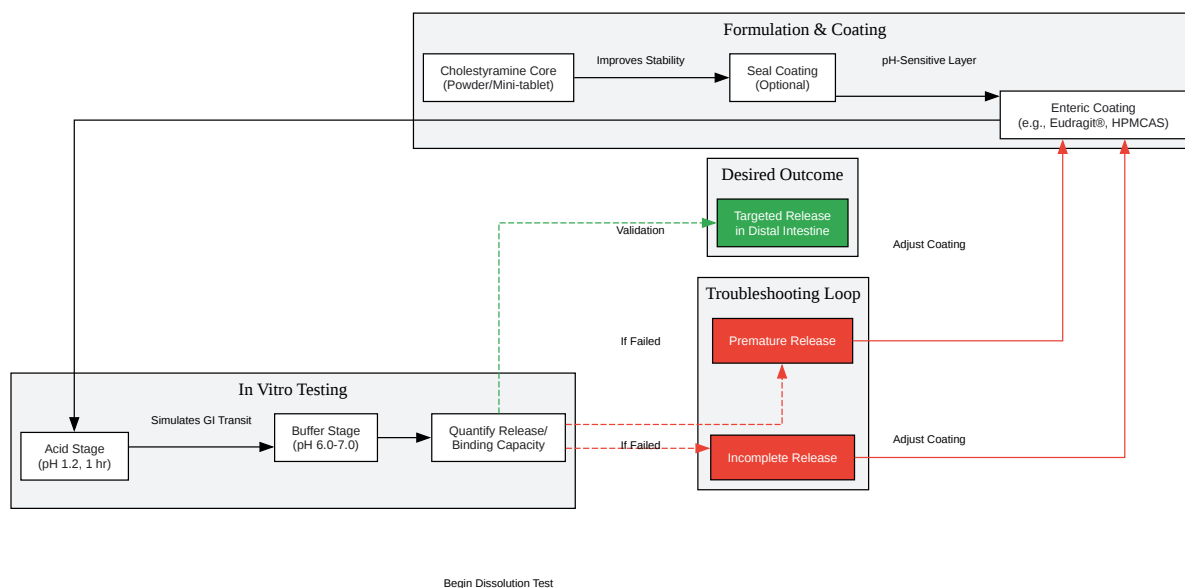 Formulation & Coating
Cholestyramine Core
(Powder/Mini-tablet)
Improves Stability
Seal Coating
(Optional)
pH-Sensitive Layer
Enteric Coating
(e.g., Eudragit®, HPMCAS)
Desired Outcome
Targeted Release
in Distal Intestine
Validation
Adjust Coating
Troubleshooting Loop
If Failed
Premature Release
In Vitro Testing
Simulates GI Transit
Acid Stage
(pH 1.2, 1 hr)
Buffer Stage
(pH 6.0-7.0)
Quantify Release/
Binding Capacity
If Failed
Incomplete Release
Adjust Coating
Begin Dissolution Test